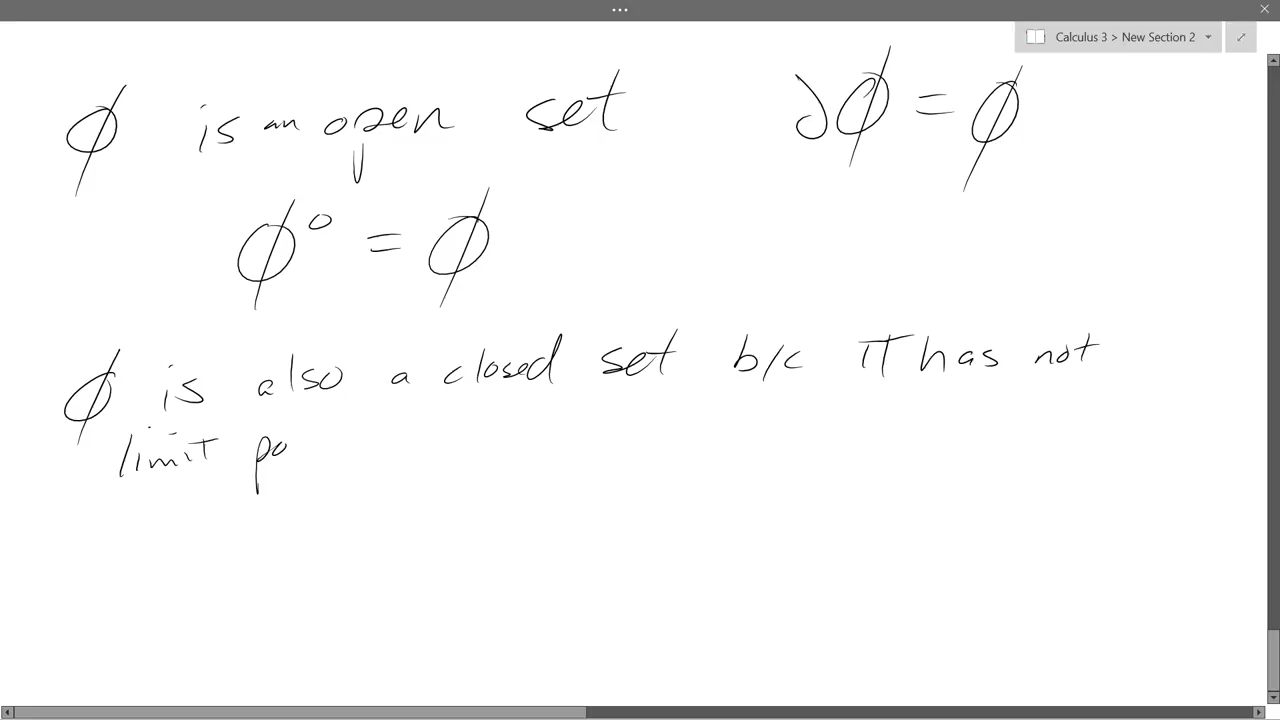 Calculus 3 > New Section 2
∅ is an open set ∂∅ = ∅
∅° = ∅
∅ is also a closed set b/c it has not
limit po